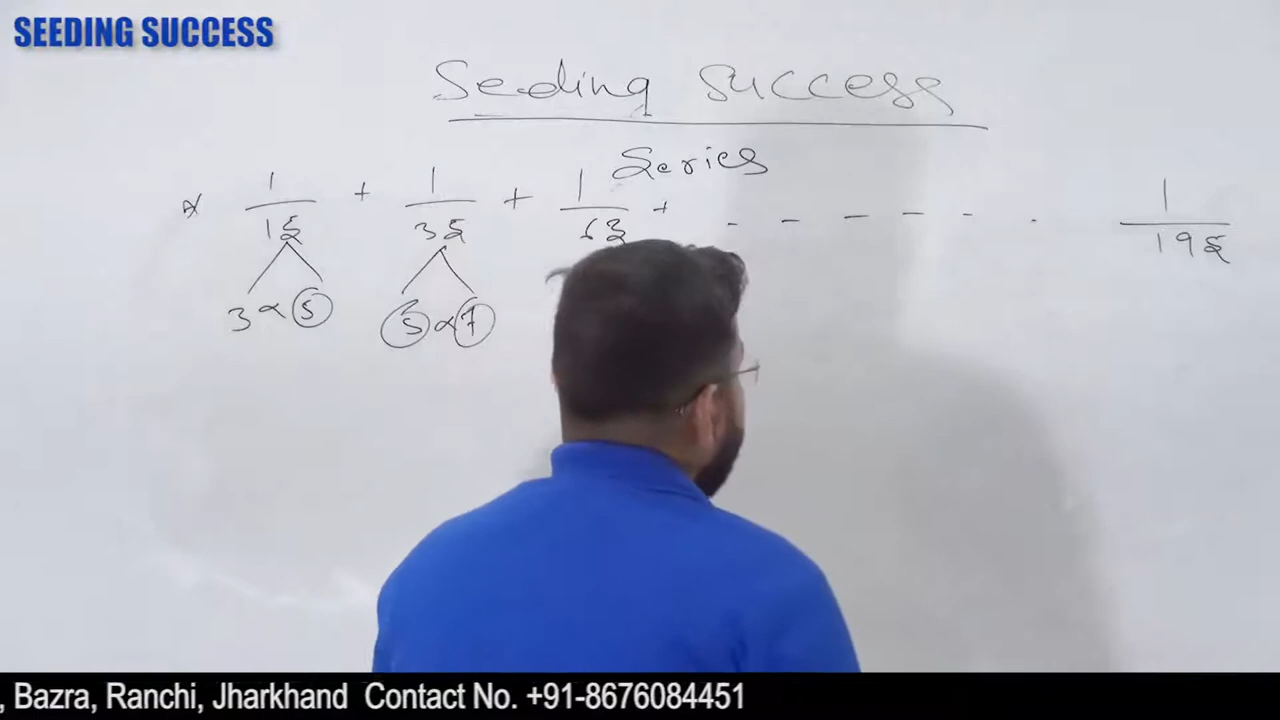 SEEDING SUCCESS
Seeding Success
Series
* 1/15 + 1/35 + 1/63 + - - - - - . 1/195
3 × 5 5 × 7
, Bazra, Ranchi, Jharkhand Contact No. +91-8676084451